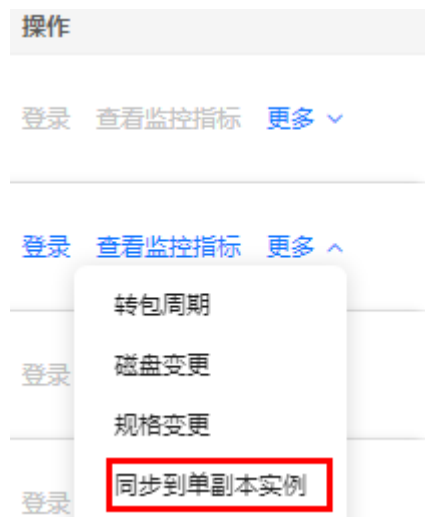 操作
登录 查看监控指标 更多
登录 查看监控指标 更多
转包周期
登录
磁盘变更
规格变更
同步到单副本实例
登录